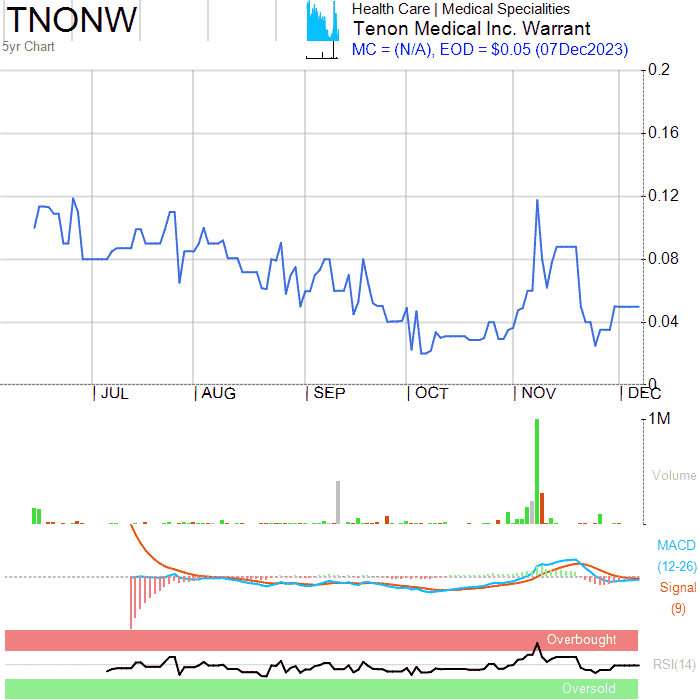 TNONW
5yr Chart
Health Care | Medical Specialities
Tenon Medical Inc. Warrant
MC = (N/A), EOD = $0.05 (07Dec2023)
0.2
0.16
0.12
0.08
0.04
0
JUL AUG SEP OCT NOV DEC
1M
Volume
MACD
(12-26)
Signal
(9)
Overbought
RSI(14)
Oversold